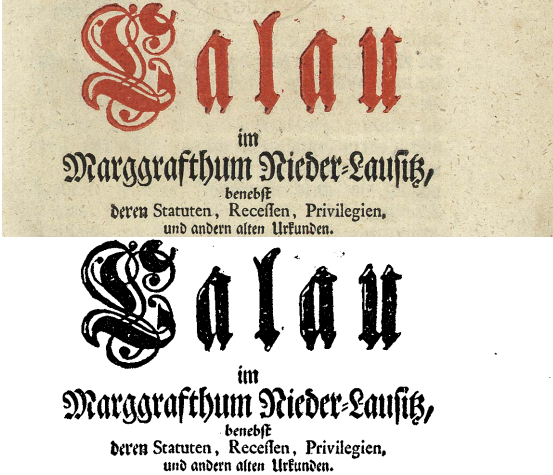 Calau
im
Marggrafthum Nieder-Lauſitz,
benebſt
deren Statuten, Receſſen, Privilegien,
und andern alten Urkunden.
Calau
im
Marggrafthum Nieder-Lauſitz,
benebſt
deren Statuten, Receſſen, Privilegien,
und andern alten Urkunden.